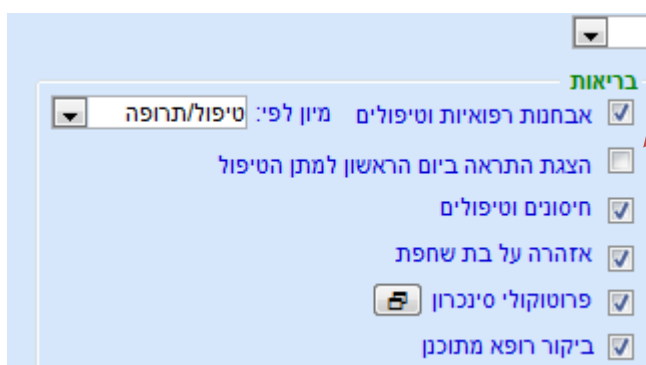 בריאות
אבחנות רפואיות וטיפולים מיון לפי: טיפול/תרופה
הצגת התראה ביום הראשון למתן הטיפול
חיסונים וטיפולים
אזהרה על בת שחפת
פרוטוקולי סינכרון
ביקור רופא מתוכנן